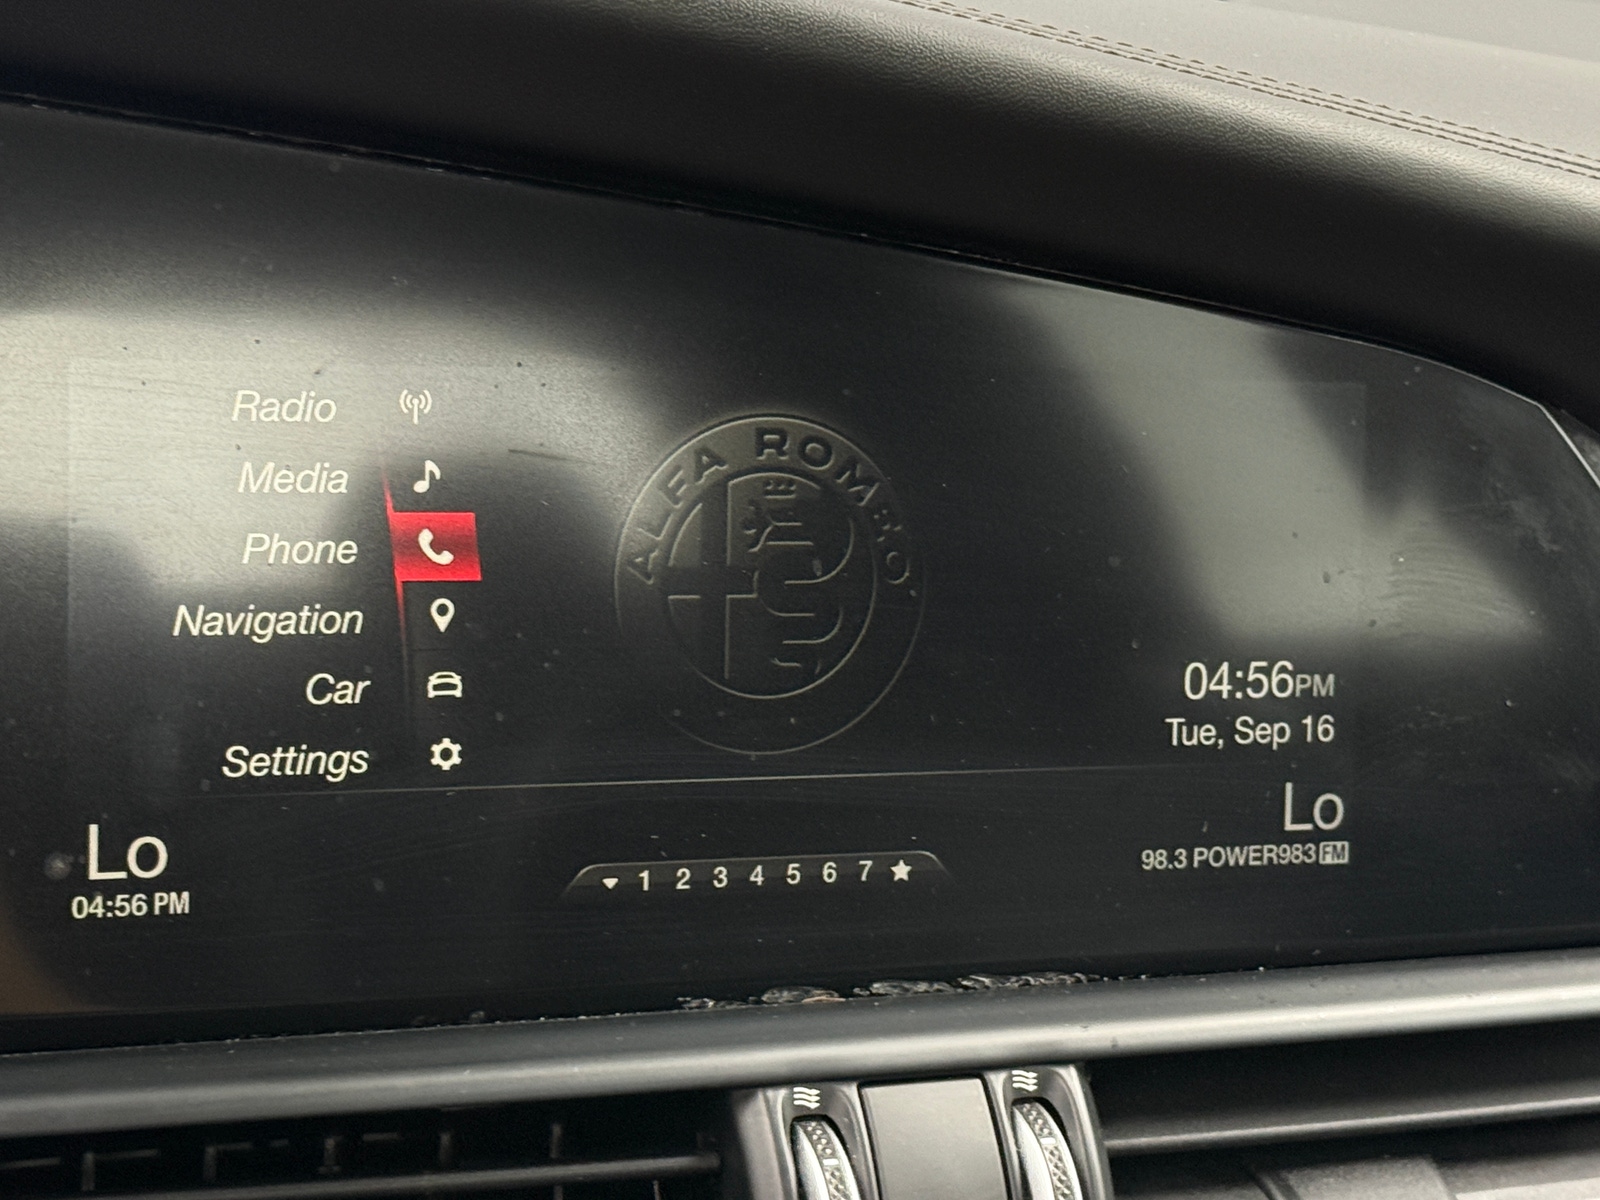 Radio
Media
Phone
Navigation
Car
Settings
ALFA ROMEO
04:56PM
Tue, Sep 16
Lo
04:56 PM
Lo
98.3 POWER983 FM
1 2 3 4 5 6 7